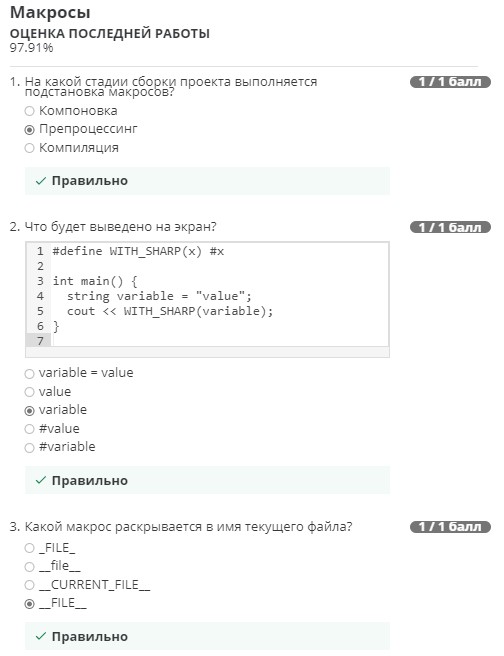 Макросы
ОЦЕНКА ПОСЛЕДНЕЙ РАБОТЫ
97.91%
1. На какой стадии сборки проекта выполняется 1 / 1 балл
подстановка макросов?
Компоновка
Препроцессинг
Компиляция
Правильно
2. Что будет выведено на экран? 1 / 1 балл
1 #define WITH_SHARP(x) #x
2
3 int main() {
4 string variable = "value";
5 cout << WITH_SHARP(variable);
6 }
7
variable = value
value
variable
#value
#variable
Правильно
3. Какой макрос раскрывается в имя текущего файла? 1 / 1 балл
_FILE_
__file__
__CURRENT_FILE__
__FILE__
Правильно